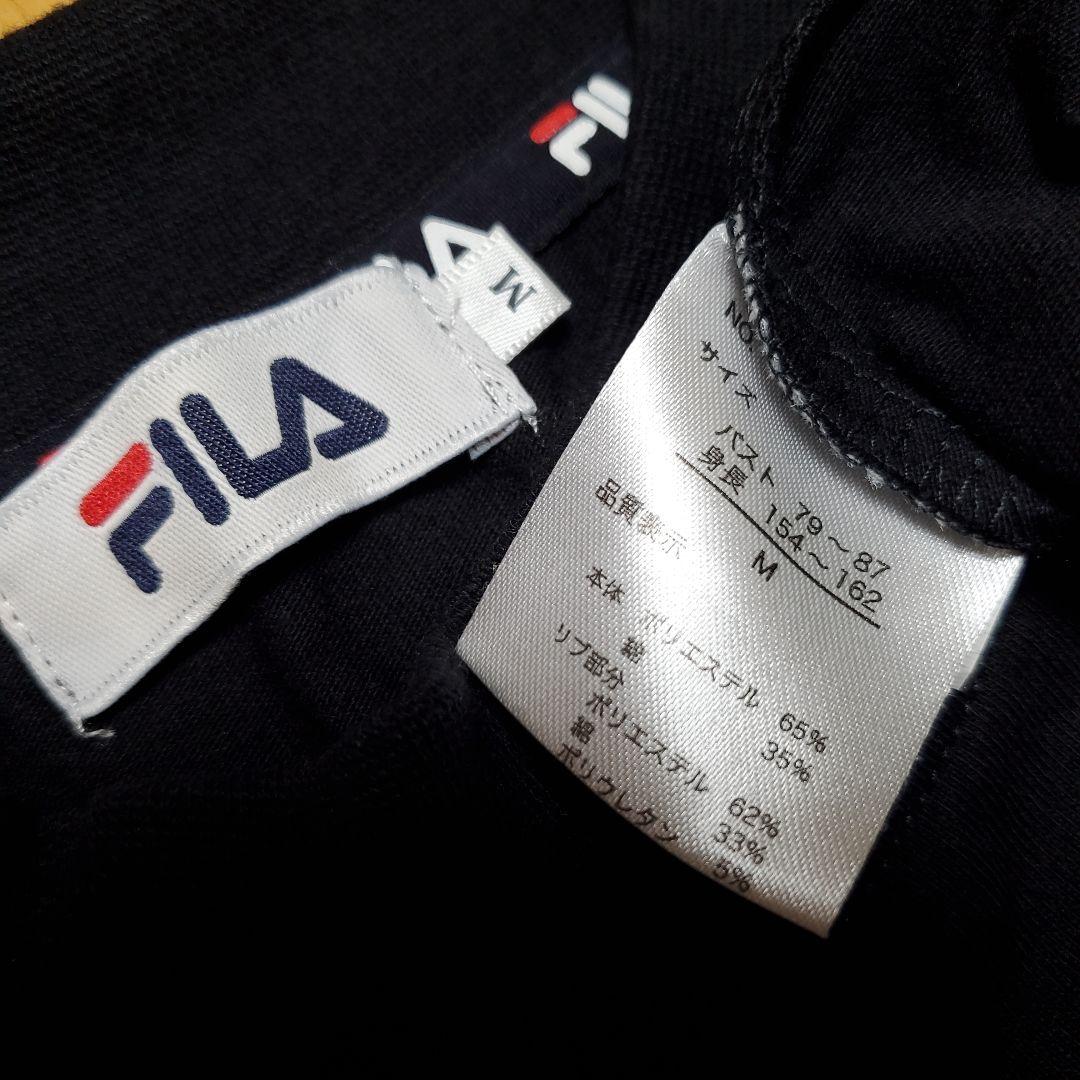 FILA
M
NO
サイズ
バスト 79～87
身長 154～162
M
品質表示
本体 ポリエステル 65%
綿 35%
リブ部分
ポリエステル 62%
綿 33%
ポリウレタン 5%